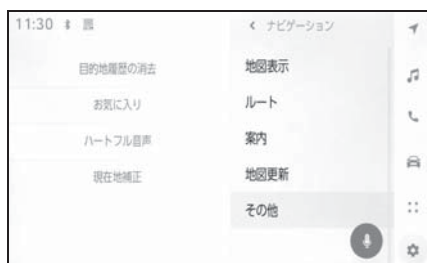 11:30
目的地履歴の消去
お気に入り
ハートフル音声
現在地補正
< ナビゲーション
地図表示
ルート
案内
地図更新
その他